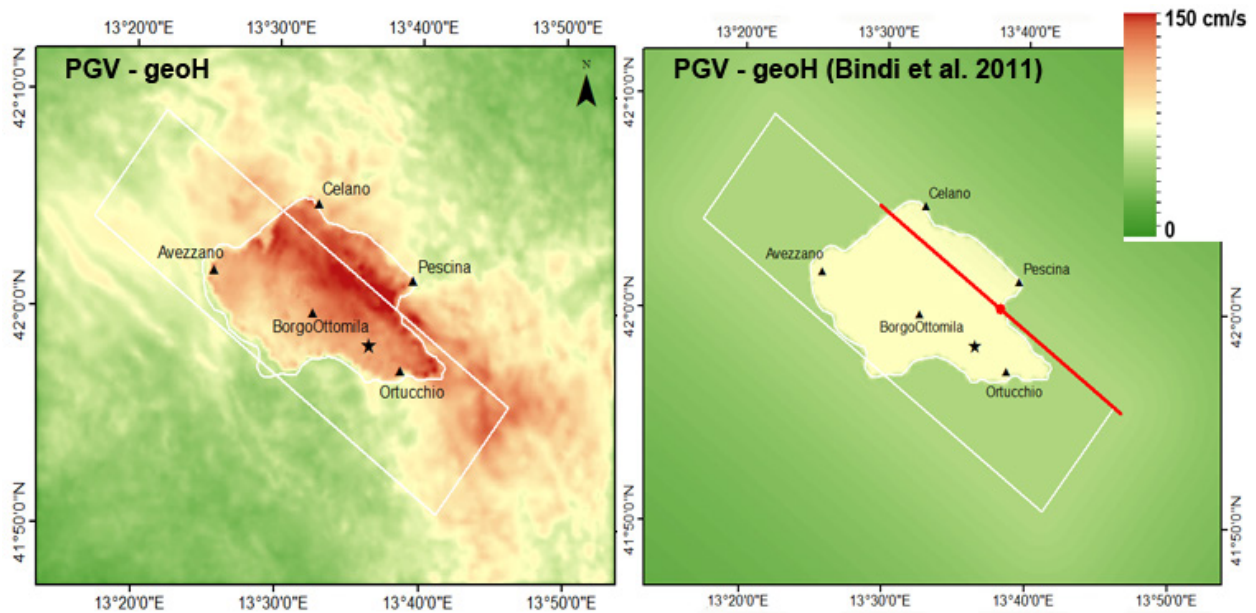 13°20'0"E 13°30'0"E 13°40'0"E 13°50'0"E
PGV - geoH
N
42°10'0"N
42°0'0"N
41°50'0"N
Celano
Avezzano
Pescina
BorgoOttomila
Ortucchio
13°20'0"E 13°30'0"E 13°40'0"E 13°50'0"E
13°20'0"E 13°30'0"E 13°40'0"E
PGV - geoH (Bindi et al. 2011)
150 cm/s
0
42°10'0"N
42°0'0"N
41°50'0"N
Celano
Avezzano
Pescina
BorgoOttomila
Ortucchio
42°0'0"N
41°50'0"N
13°20'0"E 13°30'0"E 13°40'0"E 13°50'0"E